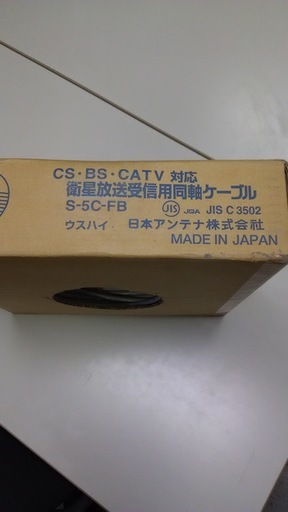 CS・BS・CATV 対応
衛星放送受信用同軸ケーブル
S-5C-FB JIS JQA JIS C 3502
ウスハイ 日本アンテナ株式会社
MADE IN JAPAN